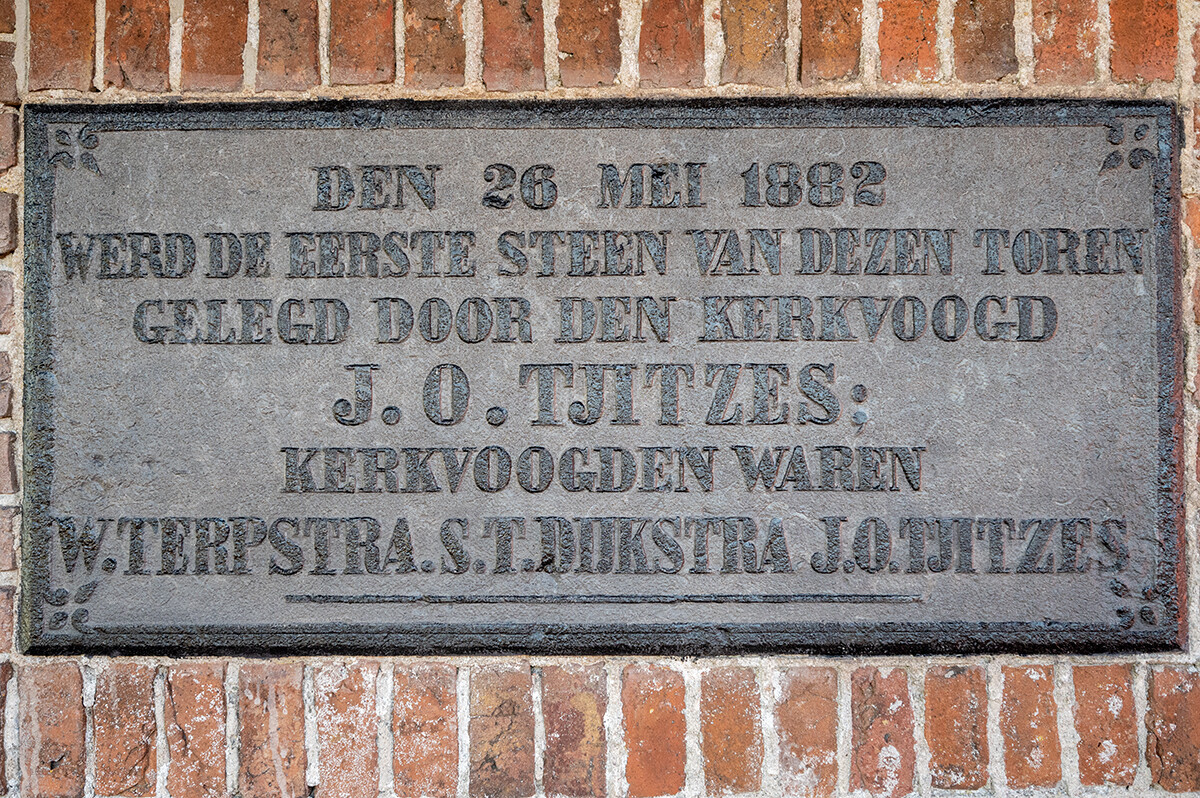 DEN 26 MEI 1882
WERD DE EERSTE STEEN VAN DEZEN TOREN
GELEGD DOOR DEN KERKVOOGD
J. O. TJITZES;
KERKVOOGDEN WAREN
W. TERPSTRA. S. T. DIJKSTRA J.O. TJITZES